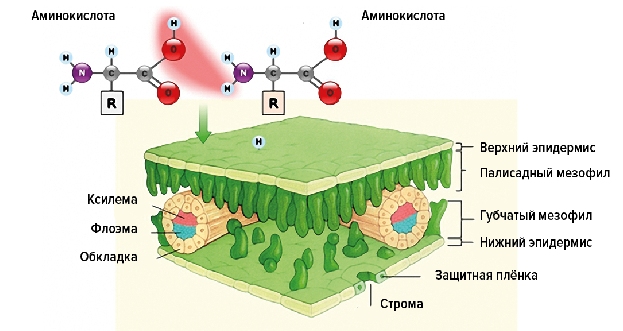 Аминокислота
Аминокислота
H
O
H
H
N
C
C
H
O
R
H
O
H
H
N
C
C
H
O
R
H
Верхний эпидермис
Палисадный мезофил
Ксилема
Губчатый мезофил
Флоэма
Нижний эпидермис
Обкладка
Защитная плёнка
Строма